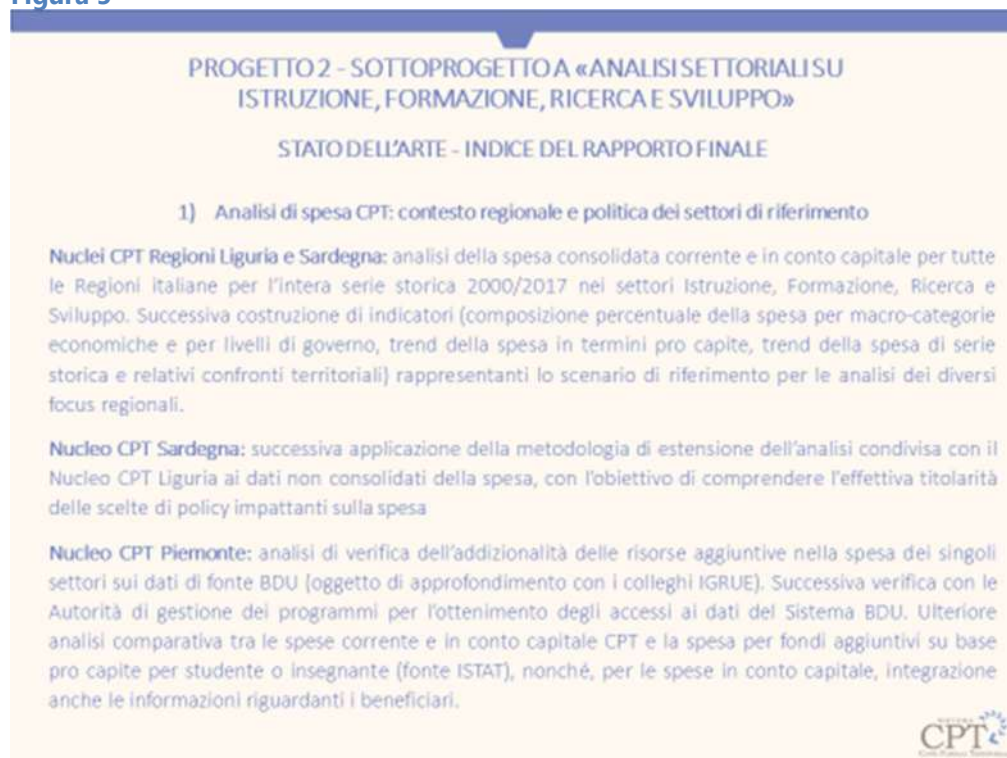 Figura 5
PROGETTO 2 - SOTTOPROGETTO A «ANALISI SETTORIALI SU
ISTRUZIONE, FORMAZIONE, RICERCA E SVILUPPO»
STATO DELL'ARTE - INDICE DEL RAPPORTO FINALE
1) Analisi di spesa CPT: contesto regionale e politica dei settori di riferimento
Nuclei CPT Regioni Liguria e Sardegna: analisi della spesa consolidata corrente e in conto capitale per tutte
le Regioni italiane per l'intera serie storica 2000/2017 nei settori Istruzione, Formazione, Ricerca e
Sviluppo. Successiva costruzione di indicatori (composizione percentuale della spesa per macro-categorie
economiche e per livelli di governo, trend della spesa in termini pro capite, trend della spesa di serie
storica e relativi confronti territoriali) rappresentanti lo scenario di riferimento per le analisi dei diversi
focus regionali.
Nucleo CPT Sardegna: successiva applicazione della metodologia di estensione dell'analisi condivisa con il
Nucleo CPT Liguria ai dati non consolidati della spesa, con l'obiettivo di comprendere l'effettiva titolarità
delle scelte di policy impattanti sulla spesa
Nucleo CPT Piemonte: analisi di verifica dell'addizionalità delle risorse aggiuntive nella spesa dei singoli
settori sui dati di fonte BDU (oggetto di approfondimento con i colleghi IGRUE). Successiva verifica con le
Autorità di gestione dei programmi per l'ottenimento degli accessi ai dati del Sistema BDU. Ulteriore
analisi comparativa tra le spese corrente e in conto capitale CPT e la spesa per fondi aggiuntivi su base
pro capite per studente o insegnante (fonte ISTAT), nonché, per le spese in conto capitale, integrazione
anche le informazioni riguardanti i beneficiari.
SISTEMA
CPT
Conti Pubblici Territoriali